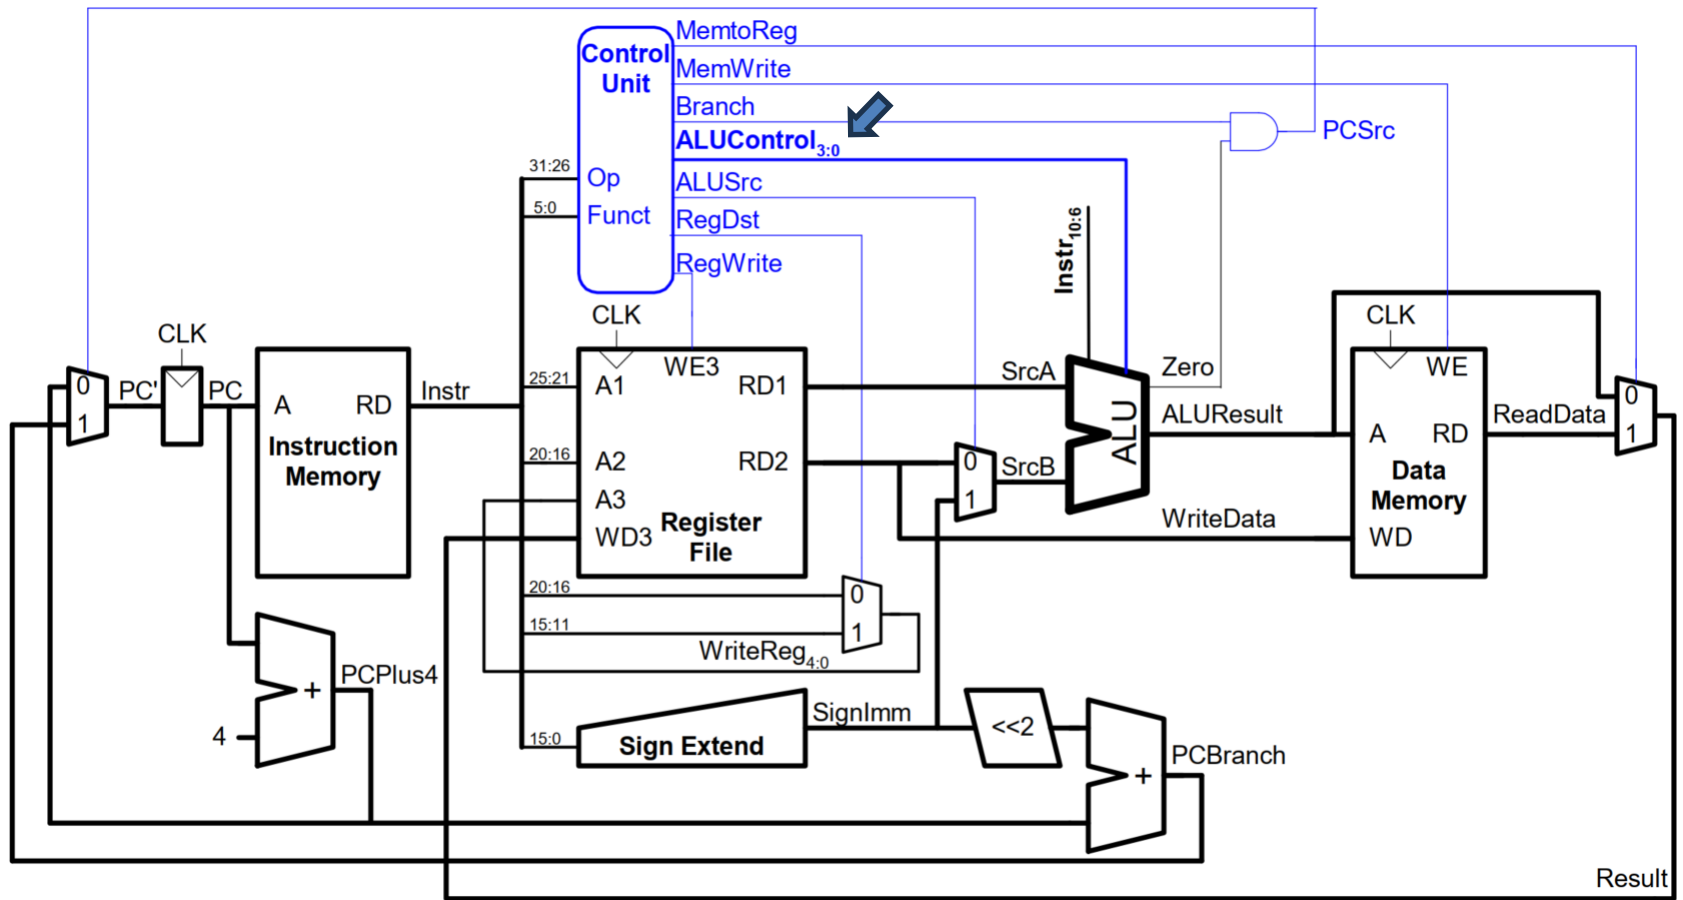 MemtoReg
Control
Unit
MemWrite
Branch
ALUControl3:0
PCSrc
31:26
Op
ALUSrc
5:0
Funct
RegDst
Instr10:6
RegWrite
CLK
CLK
CLK
WE3
Zero
WE
0
PC'
PC
Instr
25:21
A1
RD1
SrcA
0
A
RD
ALUResult
ReadData
1
Instruction
Memory
ALU
A
RD
1
20:16
A2
RD2
0
SrcB
Data
Memory
A3
1
Register
File
WriteData
WD3
WD
20:16
0
15:11
1
WriteReg4:0
PCPlus4
+
SignImm
4
15:0
Sign Extend
<<2
PCBranch
+
Result